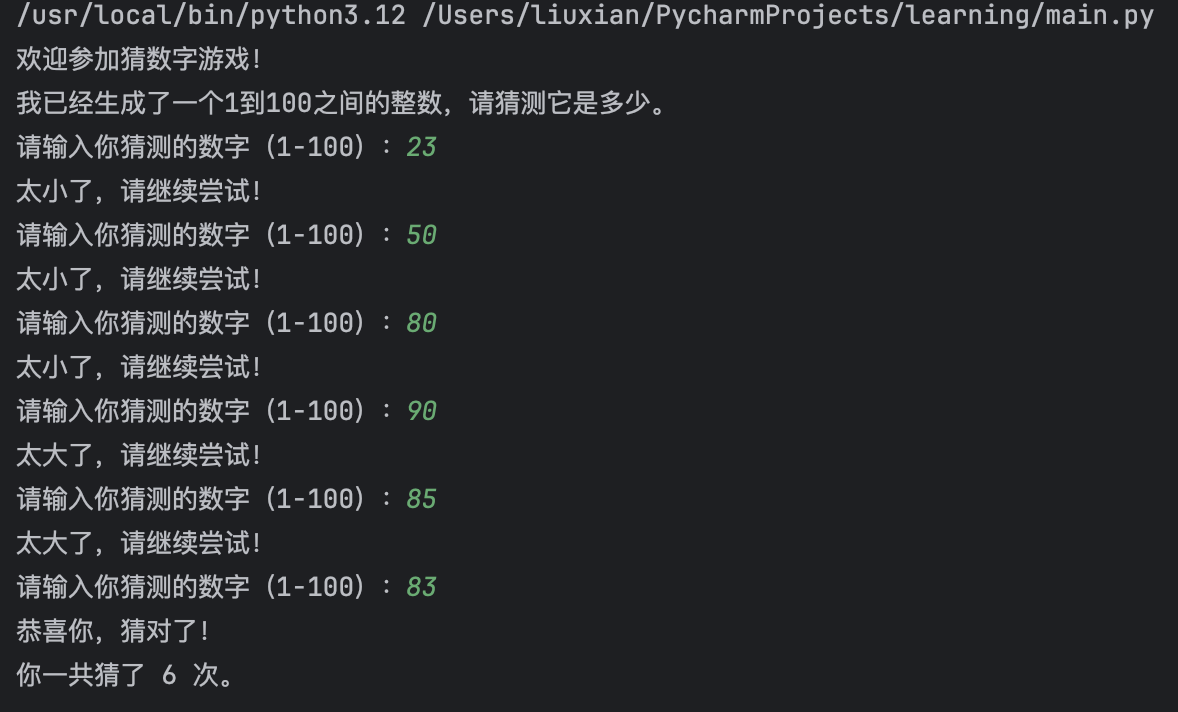 /usr/local/bin/python3.12 /Users/liuxian/PycharmProjects/learning/main.py
欢迎参加猜数字游戏！
我已经生成了一个1到100之间的整数，请猜测它是多少。
请输入你猜测的数字（1-100）：23
太小了，请继续尝试！
请输入你猜测的数字（1-100）：50
太小了，请继续尝试！
请输入你猜测的数字（1-100）：80
太小了，请继续尝试！
请输入你猜测的数字（1-100）：90
太大了，请继续尝试！
请输入你猜测的数字（1-100）：85
太大了，请继续尝试！
请输入你猜测的数字（1-100）：83
恭喜你，猜对了！
你一共猜了 6 次。